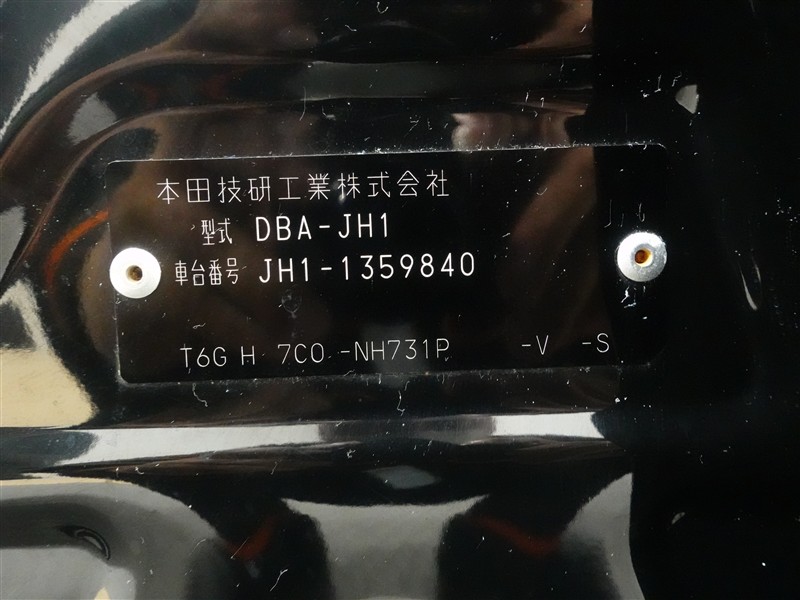 本田技研工業株式会社
型式 DBA-JH1
車台番号 JH1-1359840
T6G H 7C0 -NH731P -V -S